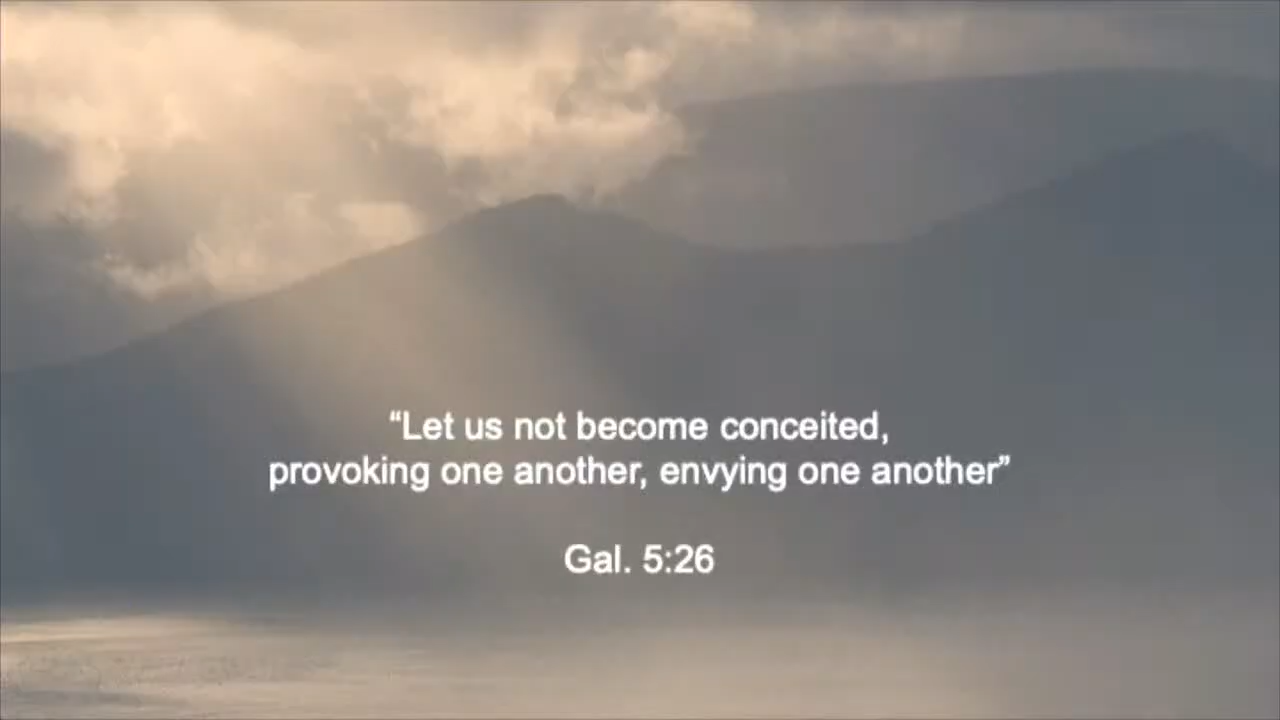 “Let us not become conceited,
provoking one another, envying one another”
Gal. 5:26